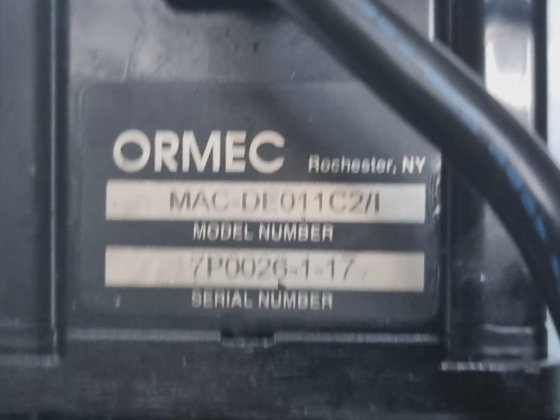 ORMEC Rochester, NY
MAC-DE011C2/I
MODEL NUMBER
7P0026-1-17
SERIAL NUMBER